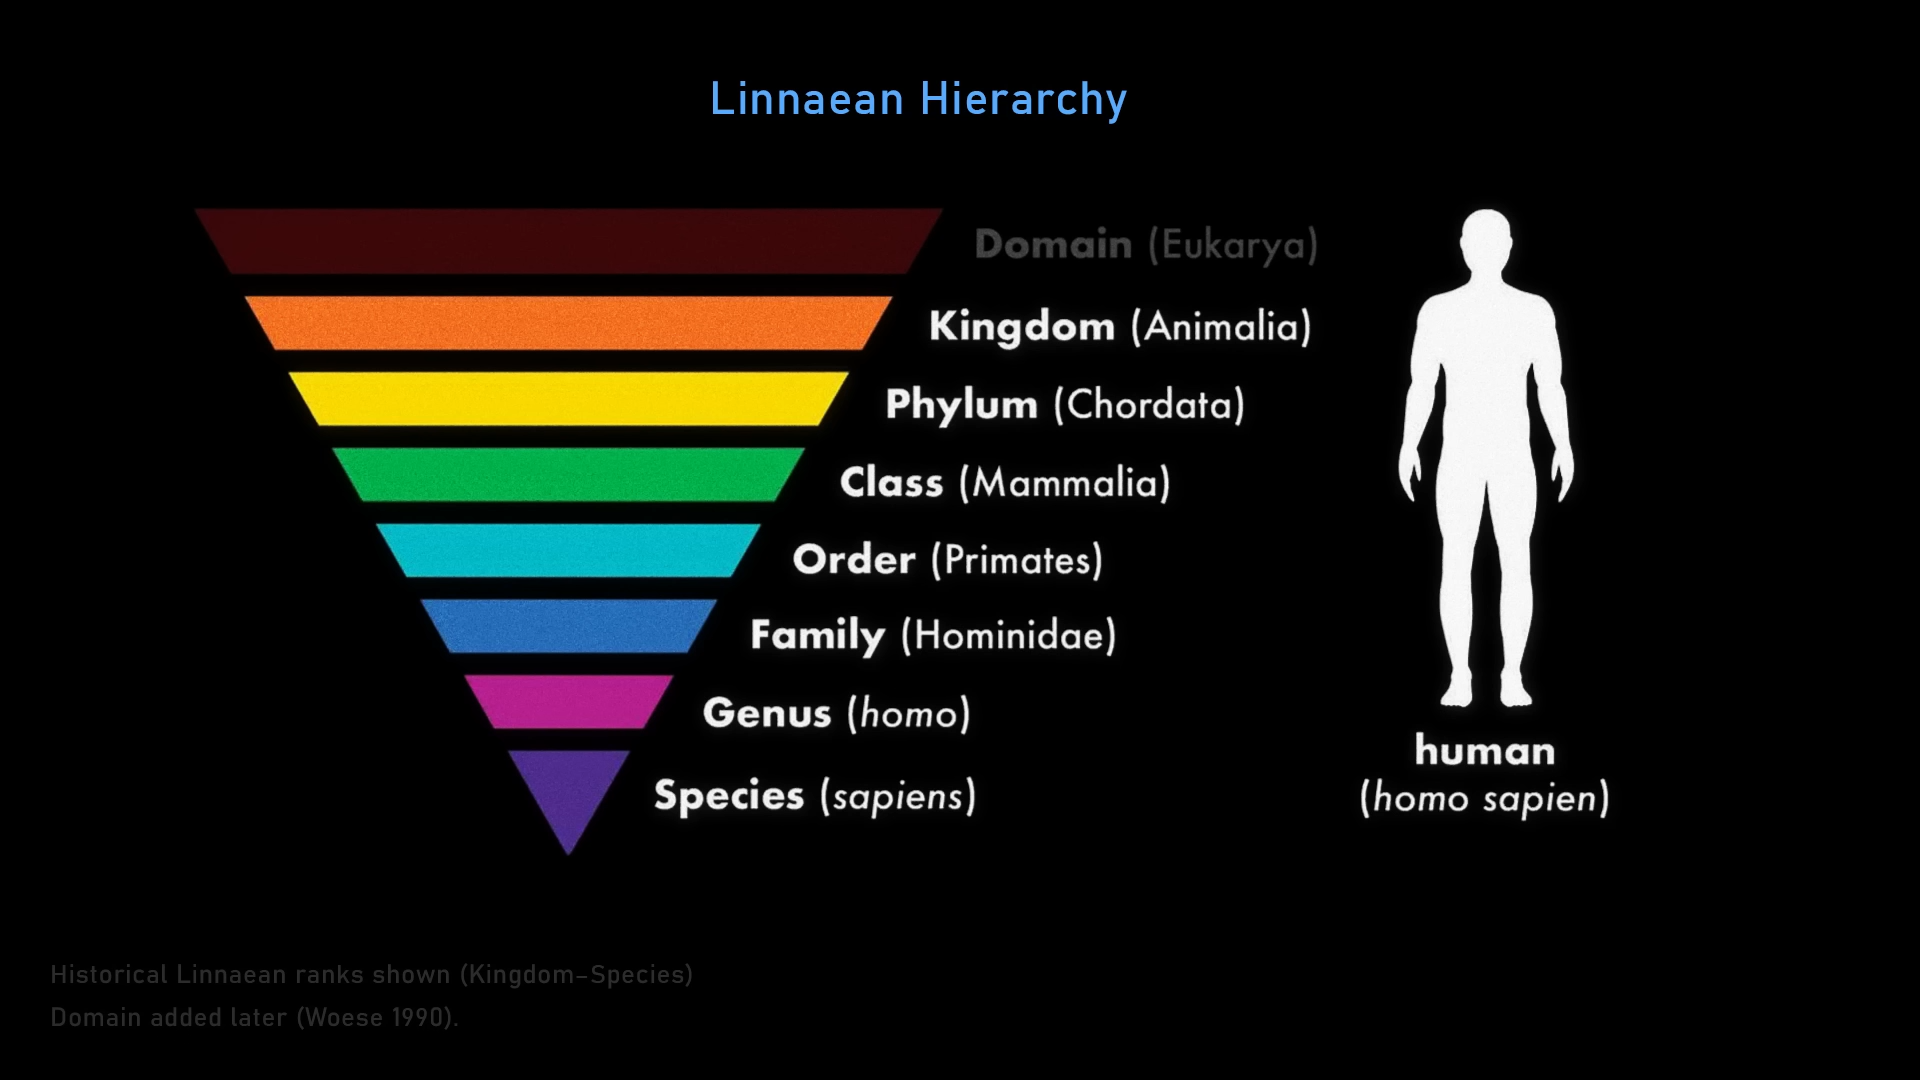 Linnaean Hierarchy
Domain (Eukarya)
Kingdom (Animalia)
Phylum (Chordata)
Class (Mammalia)
Order (Primates)
Family (Hominidae)
Genus (homo)
Species (sapiens)
human
(homo sapien)
Historical Linnaean ranks shown (Kingdom–Species)
Domain added later (Woese 1990).